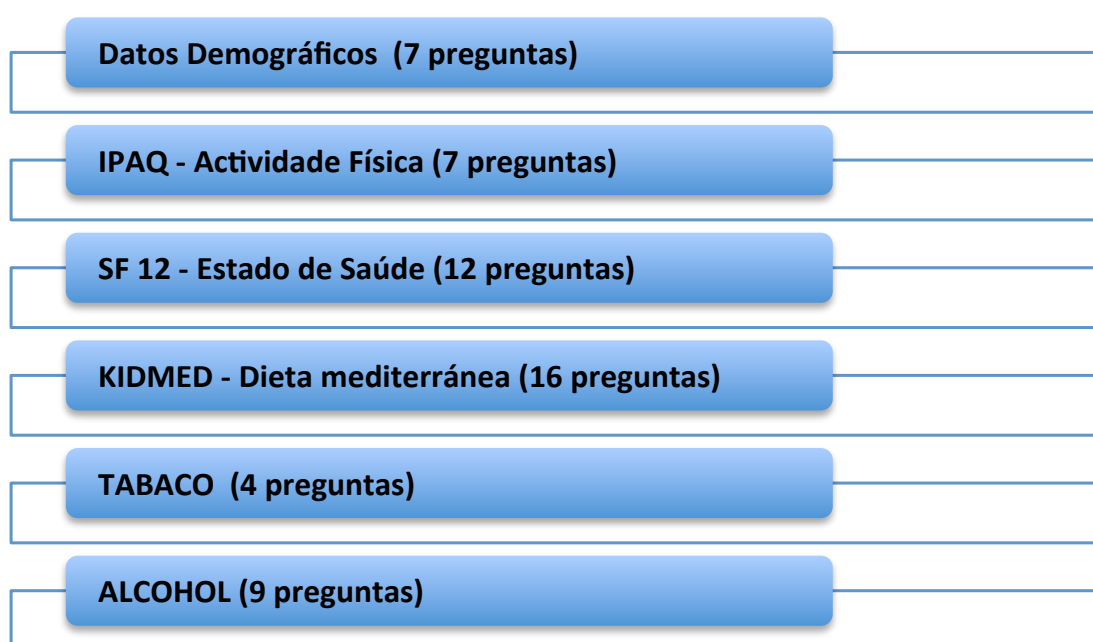 Datos Demográficos (7 preguntas)
IPAQ - Actividade Física (7 preguntas)
SF 12 - Estado de Saúde (12 preguntas)
KIDMED - Dieta mediterránea (16 preguntas)
TABACO (4 preguntas)
ALCOHOL (9 preguntas)